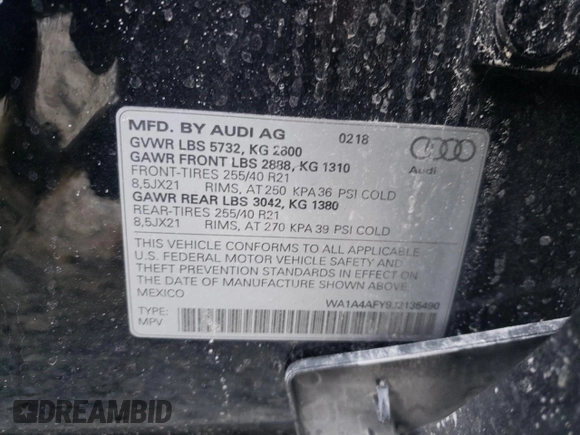 MFD. BY AUDI AG 0218
GVWR LBS 5732, KG 2600
GAWR FRONT LBS 2888, KG 1310
FRONT-TIRES 255/40 R21
8,5JX21 RIMS, AT 250 KPA 36 PSI COLD
GAWR REAR LBS 3042, KG 1380
REAR-TIRES 255/40 R21
8,5JX21 RIMS, AT 270 KPA 39 PSI COLD
Audi
THIS VEHICLE CONFORMS TO ALL APPLICABLE
U.S. FEDERAL MOTOR VEHICLE SAFETY AND
THEFT PREVENTION STANDARDS IN EFFECT ON
THE DATE OF MANUFACTURE SHOWN ABOVE.
MEXICO
WA1A4AFY9J2135490
TYPE:
MPV
DREAMBID